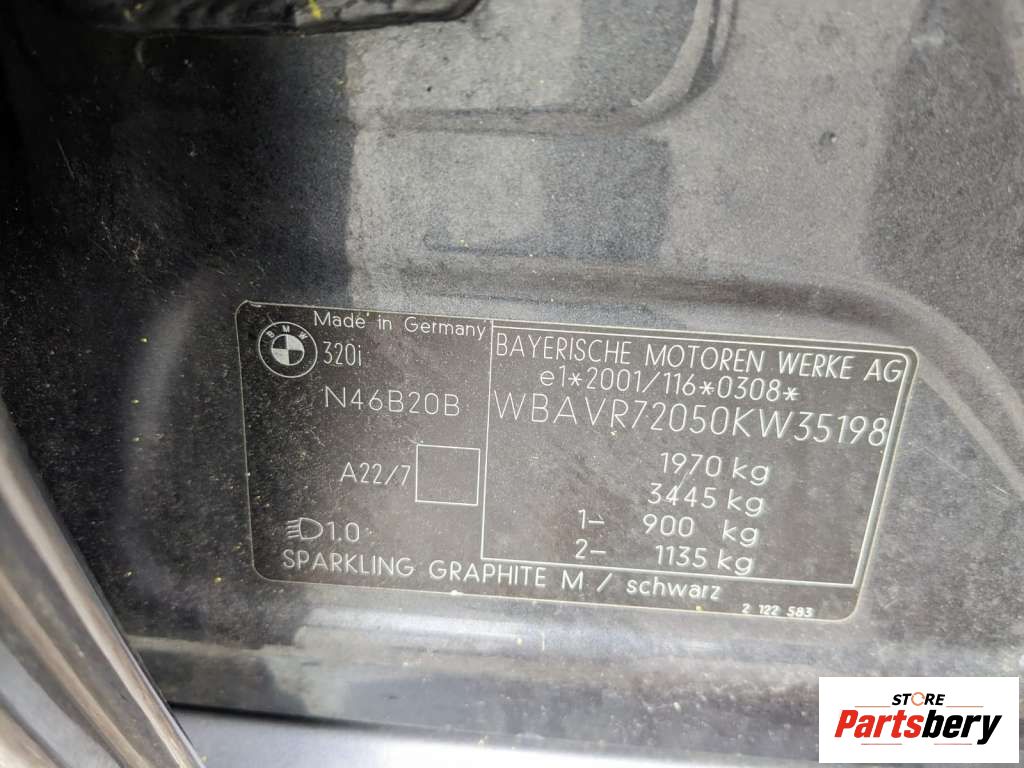 Made in Germany
BMW
320i
N46B20B
A22/7
1.0
SPARKLING GRAPHITE M / schwarz
BAYERISCHE MOTOREN WERKE AG
e1*2001/116*0308*
WBAVR72050KW35198
1970 kg
3445 kg
1- 900 kg
2- 1135 kg
2 122 583
STORE
Partsbery